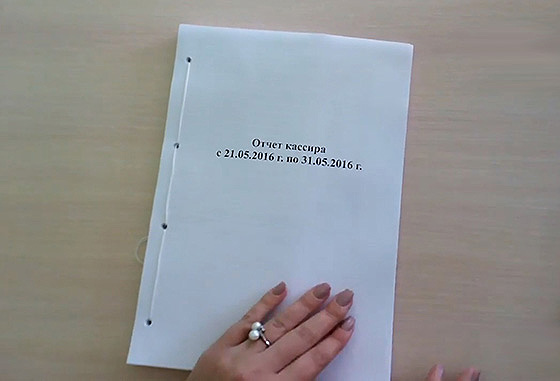 Отчет кассира
с 21.05.2016 г. по 31.05.2016 г.